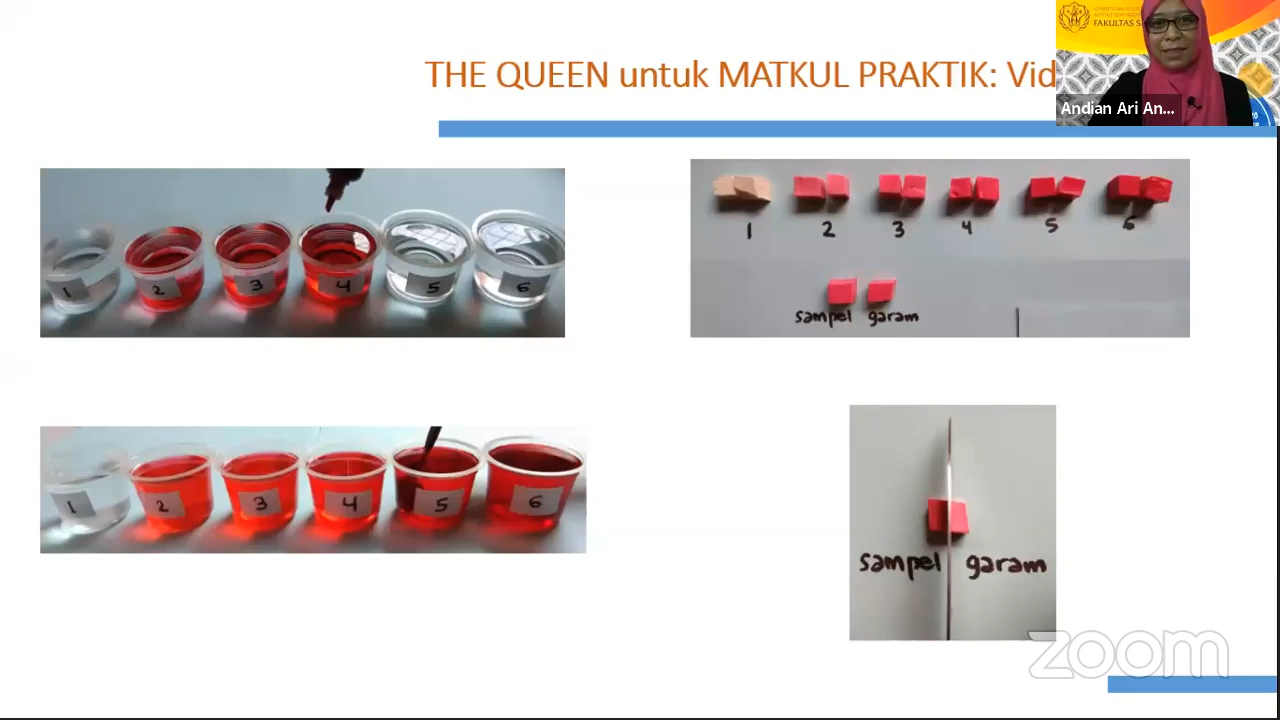 THE QUEEN untuk MATKUL PRAKTIK: Vid
FAKULTAS S
Andian Ari An...
1 2 3 4 5 6
1 2 3 4 5 6
sampel garam
1 2 3 4 5 6
sampel garam
zoom